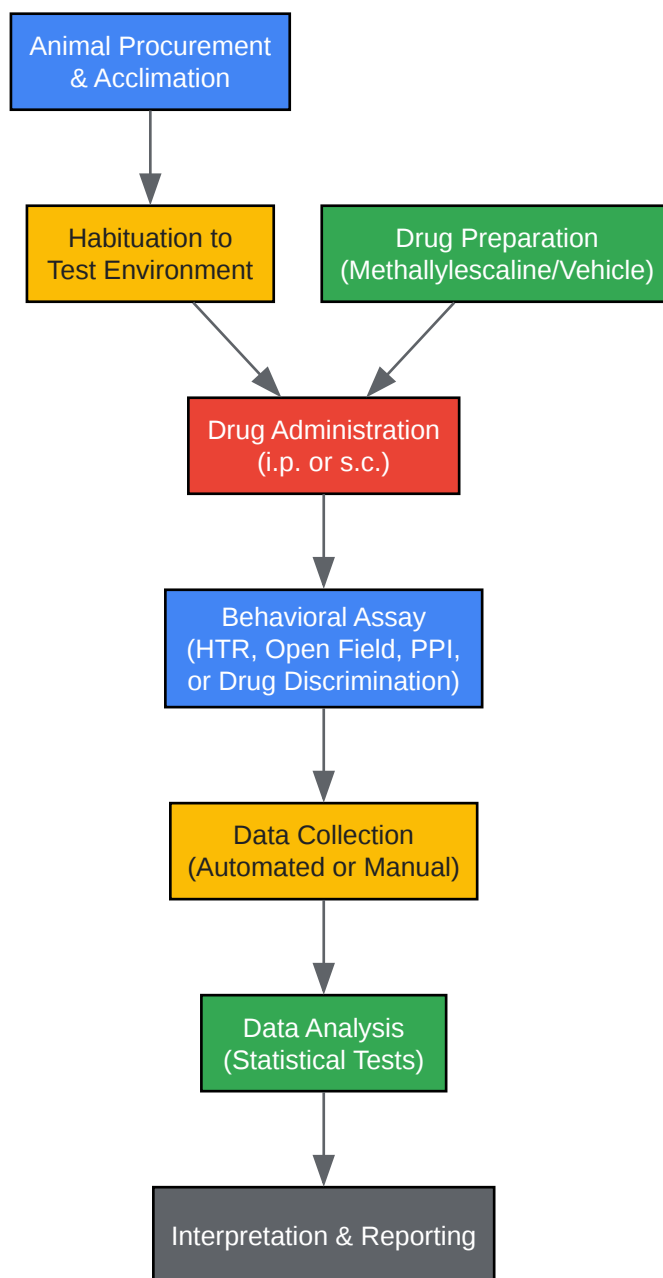 Animal Procurement
& Acclimation
Habituation to
Test Environment
Drug Preparation
(Methallylescaline/Vehicle)
Drug Administration
(i.p. or s.c.)
Behavioral Assay
(HTR, Open Field, PPI,
or Drug Discrimination)
Data Collection
(Automated or Manual)
Data Analysis
(Statistical Tests)
Interpretation & Reporting